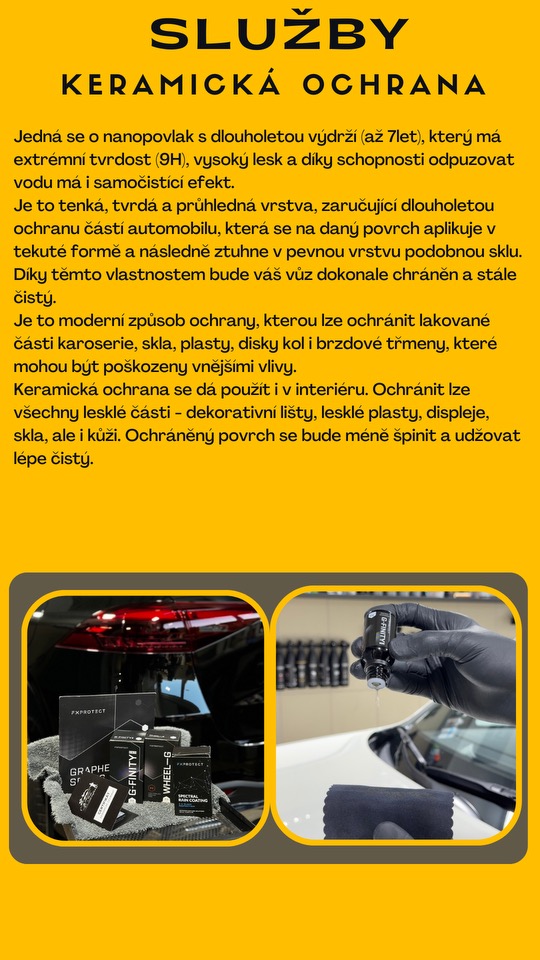 SLUŽBY
KERAMICKÁ OCHRANA
Jedná se o nanopovlak s dlouholetou výdrží (až 7let), který má
extrémní tvrdost (9H), vysoký lesk a díky schopnosti odpuzovat
vodu má i samočistící efekt.
Je to tenká, tvrdá a průhledná vrstva, zaručující dlouholetou
ochranu částí automobilu, která se na daný povrch aplikuje v
tekuté formě a následně ztuhne v pevnou vrstvu podobnou sklu.
Díky těmto vlastnostem bude váš vůz dokonale chráněn a stále
čistý.
Je to moderní způsob ochrany, kterou lze ochránit lakované
části karoserie, skla, plasty, disky kol i brzdové třmeny, které
mohou být poškozeny vnějšími vlivy.
Keramická ochrana se dá použít i v interiéru. Ochránit lze
všechny lesklé části - dekorativní lišty, lesklé plasty, displeje,
skla, ale i kůži. Ochráněný povrch se bude méně špinit a udžovat
lépe čistý.
FXPROTECT
GRAPHE
G-FINITY
WHEEL-G
FXPROTECT
SPECTRAL
RAIN COATING
G-FINITY